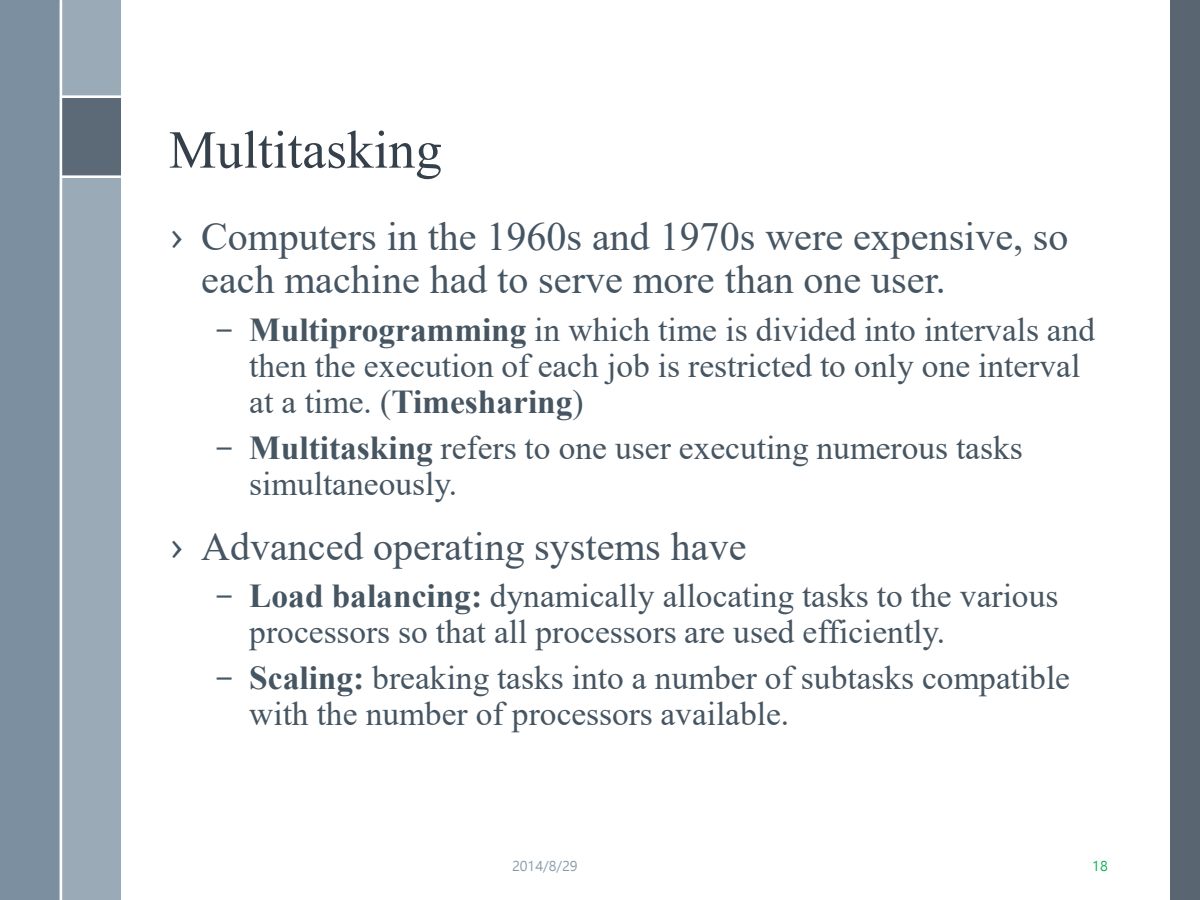 Multitasking
› Computers in the 1960s and 1970s were expensive, so
each machine had to serve more than one user.
– Multiprogramming in which time is divided into intervals and
then the execution of each job is restricted to only one interval
at a time. (Timesharing)
– Multitasking refers to one user executing numerous tasks
simultaneously.
› Advanced operating systems have
– Load balancing: dynamically allocating tasks to the various
processors so that all processors are used efficiently.
– Scaling: breaking tasks into a number of subtasks compatible
with the number of processors available.
2014/8/29
18